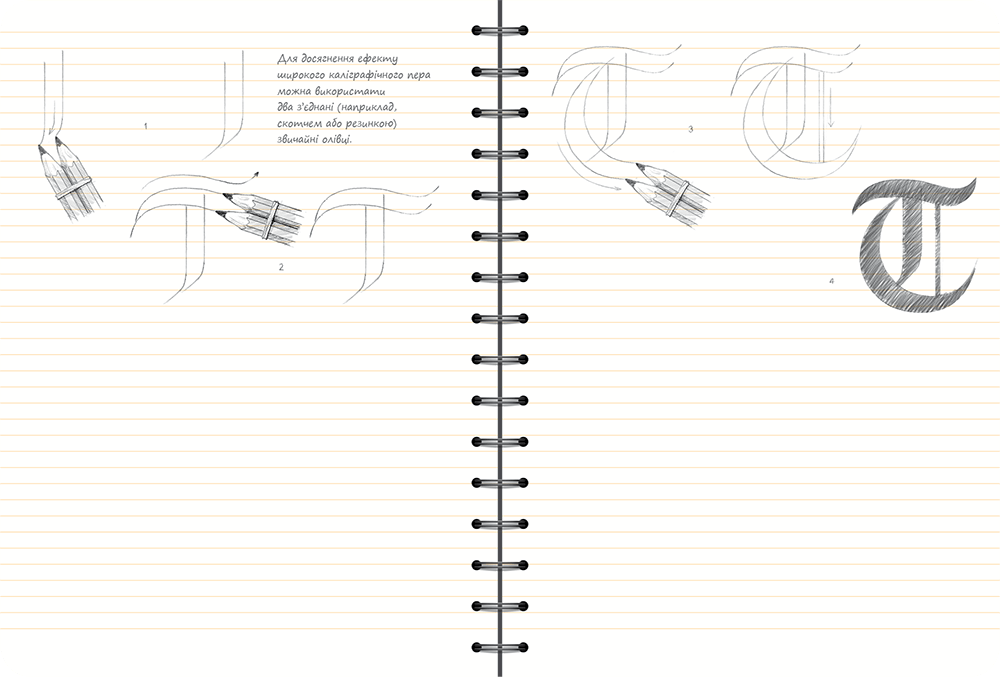 Для досягнення ефекту
широкого каліграфічного пера
можна використати
два з'єднані (наприклад,
скотчем або резинкою)
звичайні олівці.
1
2
3
4
T